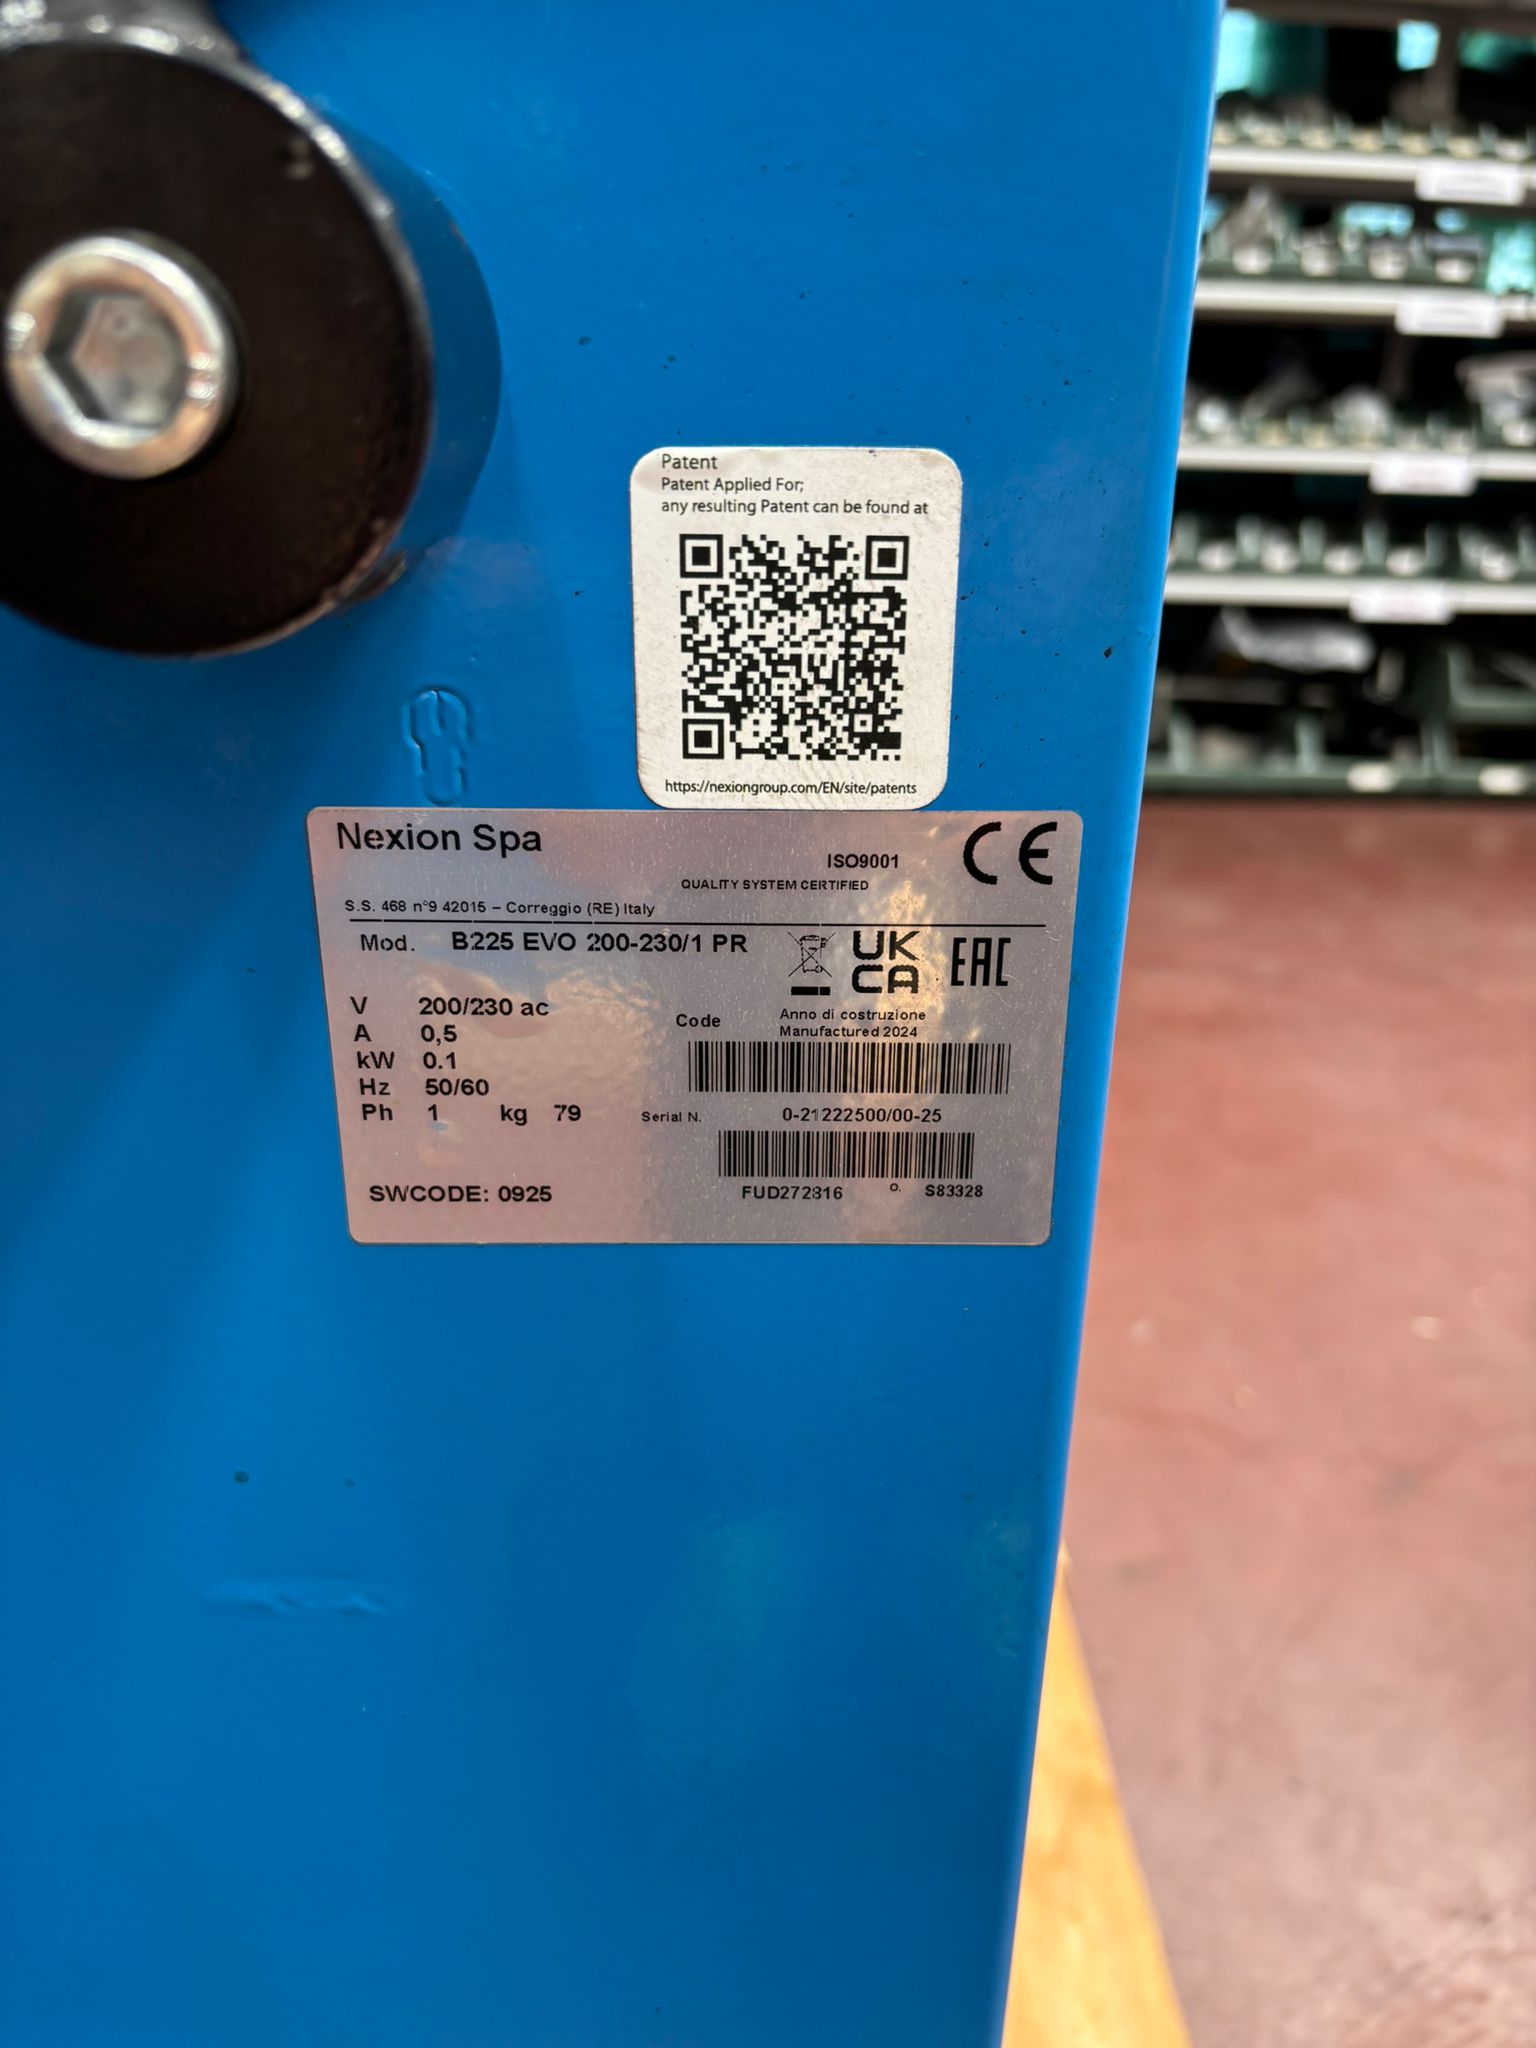 Patent
Patent Applied For;
any resulting Patent can be found at
https://nexiongroup.com/EN/site/patents
Nexion Spa
ISO9001
QUALITY SYSTEM CERTIFIED
CE
S.S. 468 n°9 42015 – Correggio (RE) Italy
Mod. B225 EVO 200-230/1 PR
UK
CA
EAC
V 200/230 ac
A 0,5
kW 0.1
Hz 50/60
Ph 1 kg 79
Code
Anno di costruzione
Manufactured 2024
Serial N. 0-21222500/00-25
FUD272816 O. S83328
SWCODE: 0925